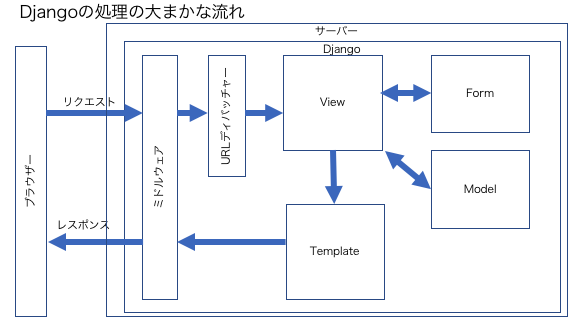 Djangoの処理の大まかな流れ
サーバー
Django
リクエスト
ブラウザー
ミドルウェア
URLディパッチャー
View
Form
Model
レスポンス
Template